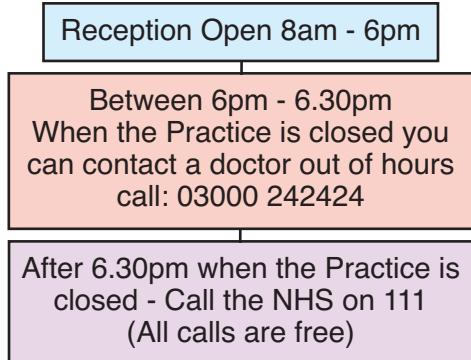 Reception Open 8am - 6pm
Between 6pm - 6.30pm
When the Practice is closed you
can contact a doctor out of hours
call: 03000 242424
After 6.30pm when the Practice is
closed - Call the NHS on 111
(All calls are free)